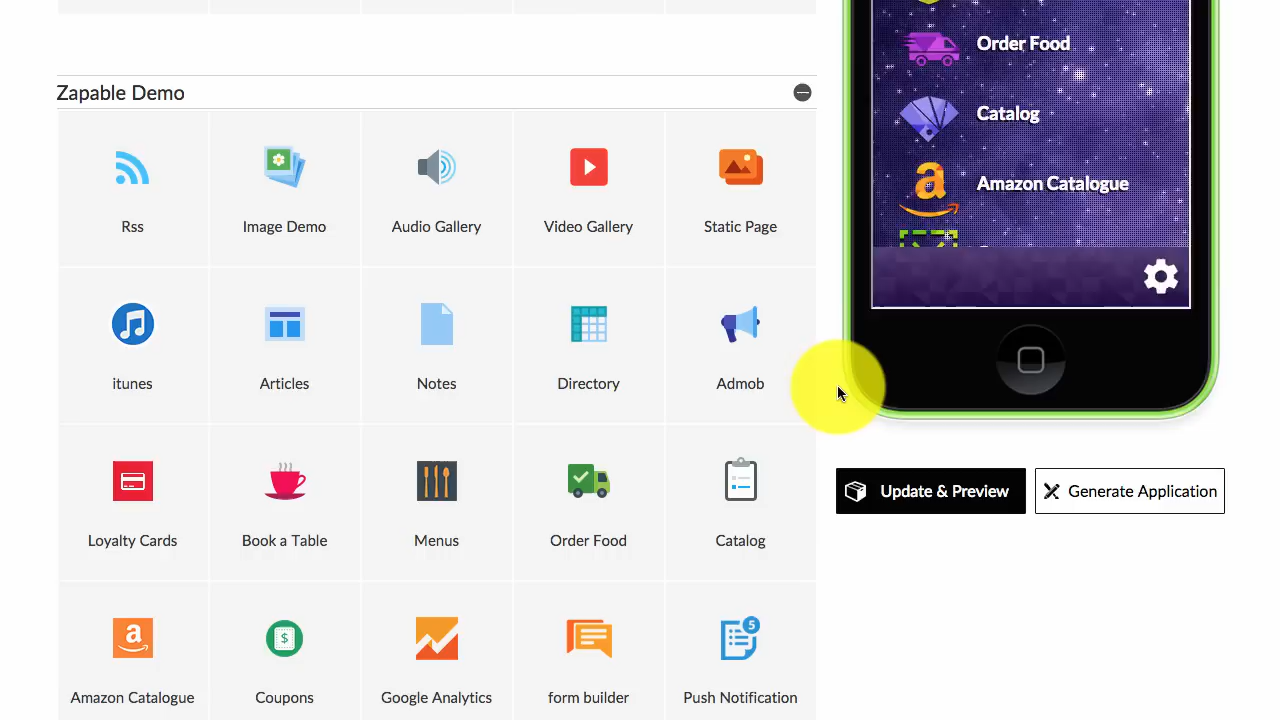 Zapable Demo
Rss
Image Demo
Audio Gallery
Video Gallery
Static Page
itunes
Articles
Notes
Directory
Admob
Loyalty Cards
Book a Table
Menus
Order Food
Catalog
Amazon Catalogue
Coupons
Google Analytics
form builder
5
Push Notification
Order Food
Catalog
Amazon Catalogue
Update & Preview
Generate Application